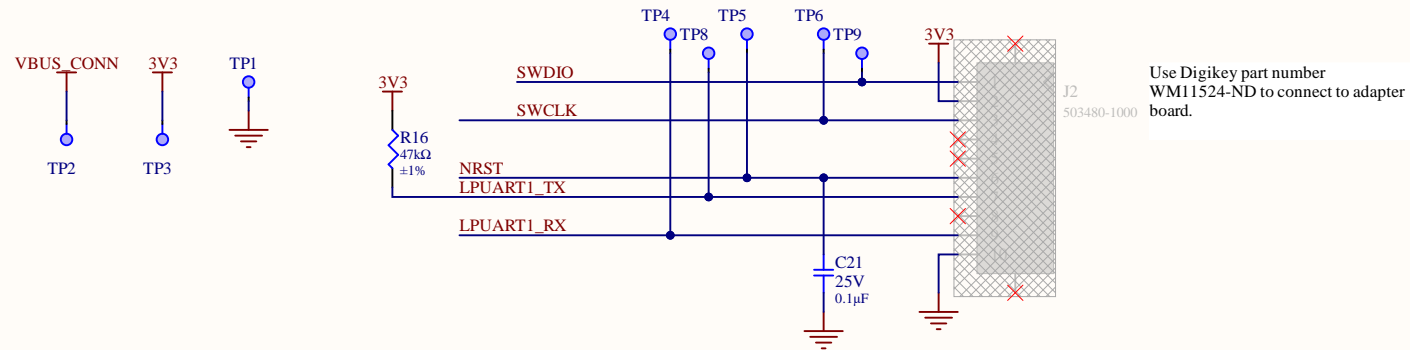 TP4
TP5
TP6
TP8
TP9
3V3
VBUS_CONN
3V3
TP1
SWDIO
Use Digikey part number
WM11524-ND to connect to adapter
board.
3V3
J2
503480-1000
SWCLK
R16
47kΩ
±1%
TP2
TP3
NRST
LPUART1_TX
LPUART1_RX
C21
25V
0.1µF